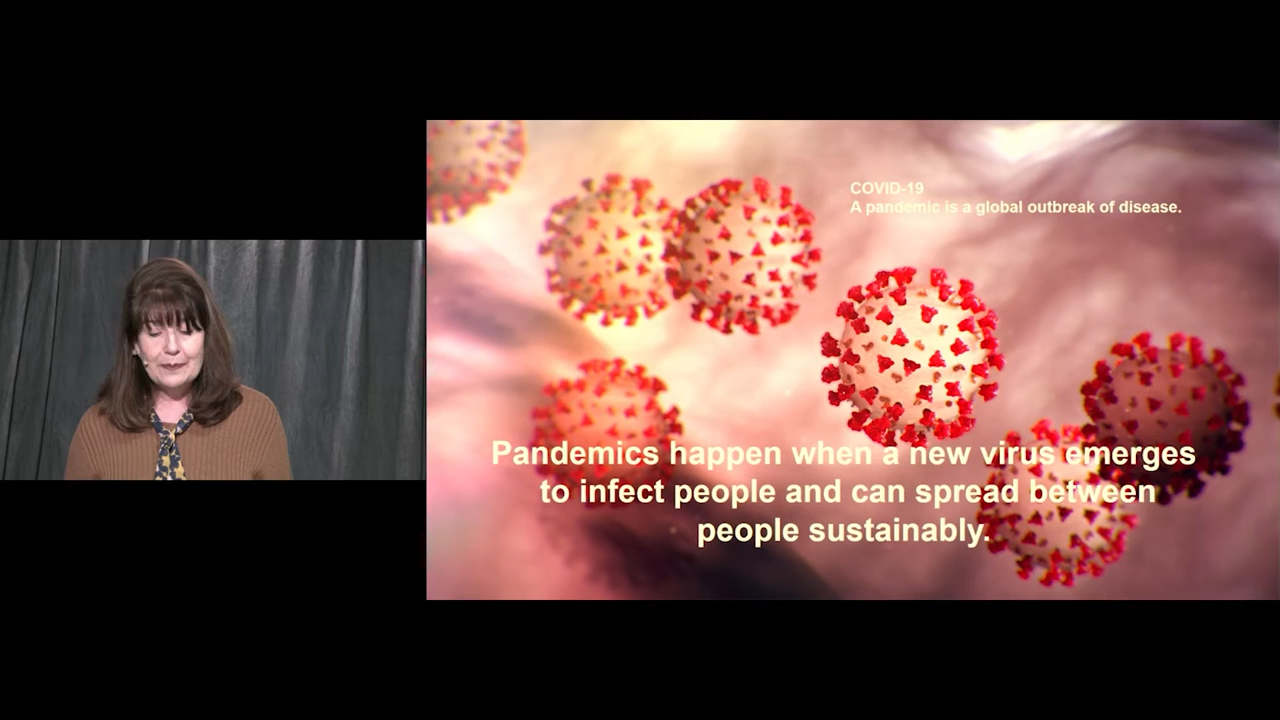 COVID-19
A pandemic is a global outbreak of disease.
Pandemics happen when a new virus emerges
to infect people and can spread between
people sustainably.